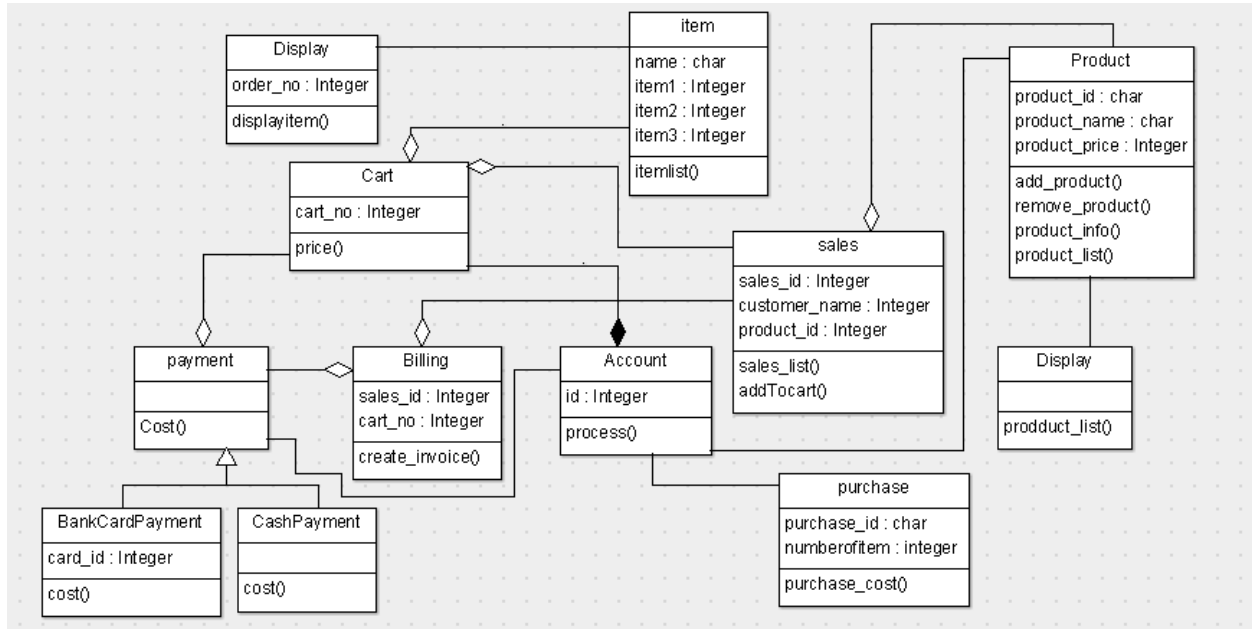 Display
order_no : Integer
displayitem()
item
name : char
item1 : Integer
item2 : Integer
item3 : Integer
itemlist()
Product
product_id : char
product_name : char
product_price : Integer
add_product()
remove_product()
product_info()
product_list()
Cart
cart_no : Integer
price()
sales
sales_id : Integer
customer_name : Integer
product_id : Integer
sales_list()
addTocart()
payment
Cost()
Billing
sales_id : Integer
cart_no : Integer
create_invoice()
Account
id : Integer
process()
Display
prodduct_list()
purchase
purchase_id : char
numberofitem : integer
purchase_cost()
BankCardPayment
card_id : Integer
cost()
CashPayment
cost()